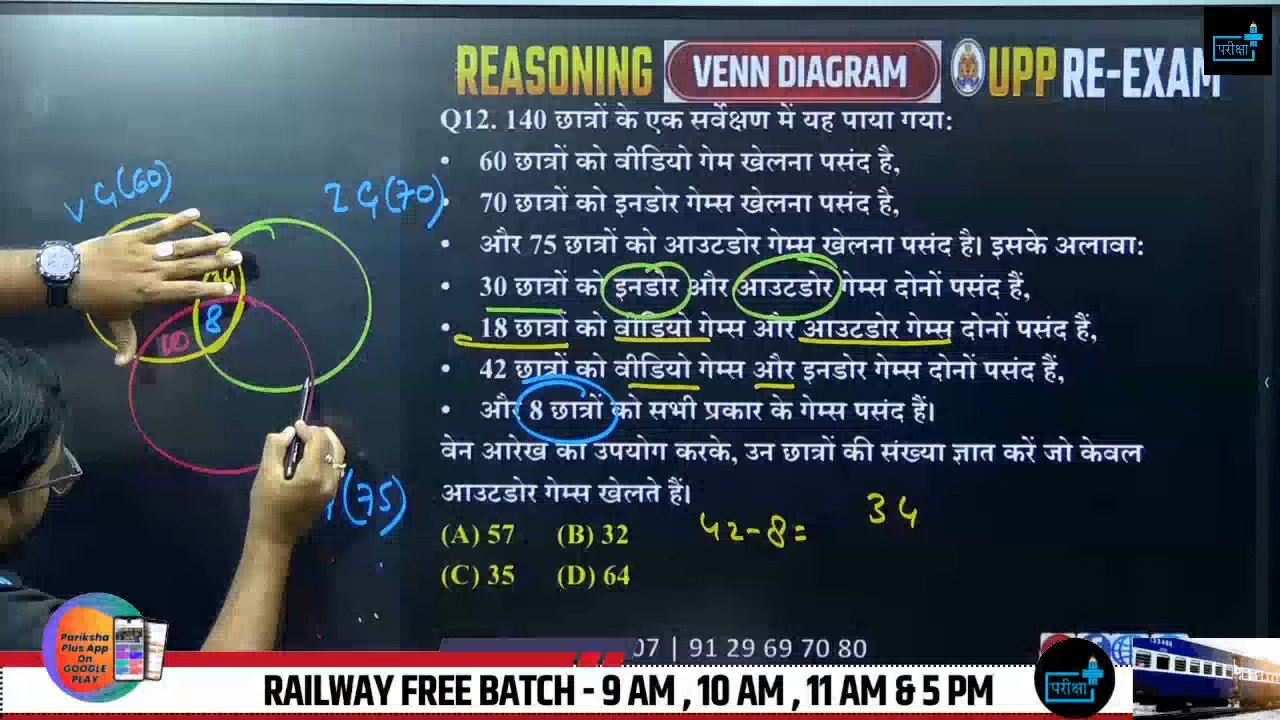 REASONING VENN DIAGRAM UPP RE-EXAM
परीक्षा
Q12. 140 छात्रों के एक सर्वेक्षण में यह पाया गया:
• 60 छात्रों को वीडियो गेम खेलना पसंद है,
• 70 छात्रों को इनडोर गेम्स खेलना पसंद है,
• और 75 छात्रों को आउटडोर गेम्स खेलना पसंद है। इसके अलावा:
• 30 छात्रों को इनडोर और आउटडोर गेम्स दोनों पसंद हैं,
• 18 छात्रों को वीडियो गेम्स और आउटडोर गेम्स दोनों पसंद हैं,
• 42 छात्रों को वीडियो गेम्स और इनडोर गेम्स दोनों पसंद हैं,
• और 8 छात्रों को सभी प्रकार के गेम्स पसंद हैं।
वेन आरेख का उपयोग करके, उन छात्रों की संख्या ज्ञात करें जो केवल
आउटडोर गेम्स खेलते हैं।
(A) 57 (B) 32
(C) 35 (D) 64
42-8= 34
VG(60)
IG(70)
8
10
(75)
07 | 91 29 69 70 80
Pariksha
Plus App
On
GOOGLE
PLAY
RAILWAY FREE BATCH - 9 AM , 10 AM , 11 AM & 5 PM
परीक्षा